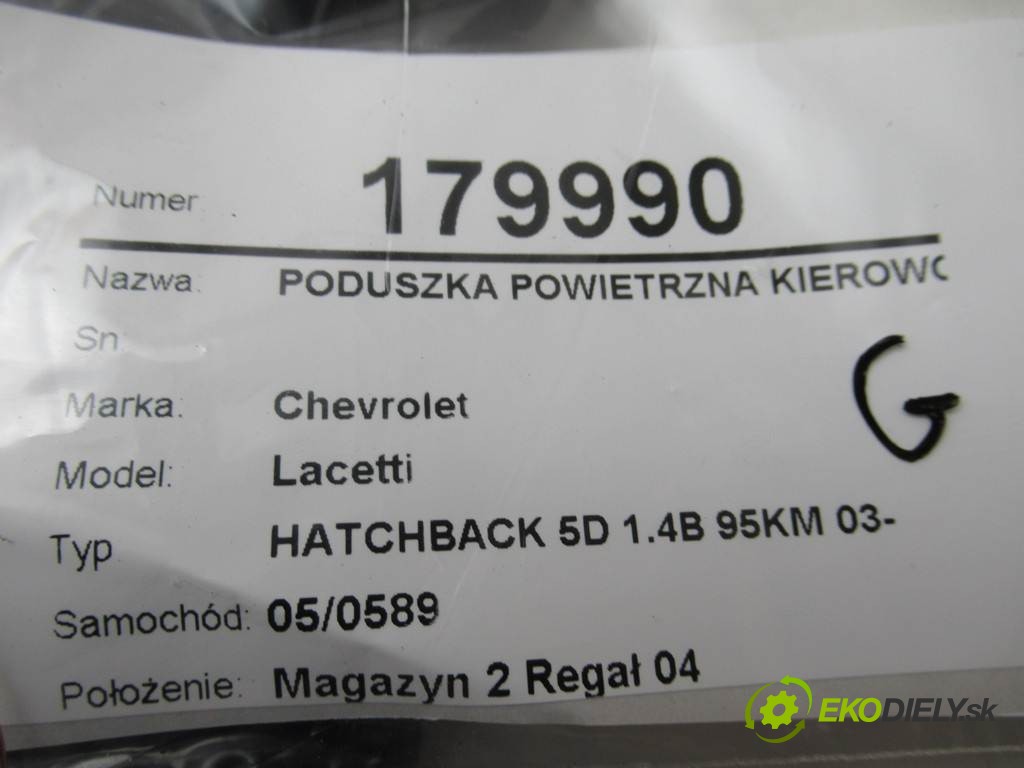 Numer 179990
Nazwa: PODUSZKA POWIETRZNA KIEROWC
Sn
G
Marka: Chevrolet
Model: Lacetti
Typ HATCHBACK 5D 1.4B 95KM 03-
Samochód: 05/0589
Położenie: Magazyn 2 Regał 04
EKODIELY.sk